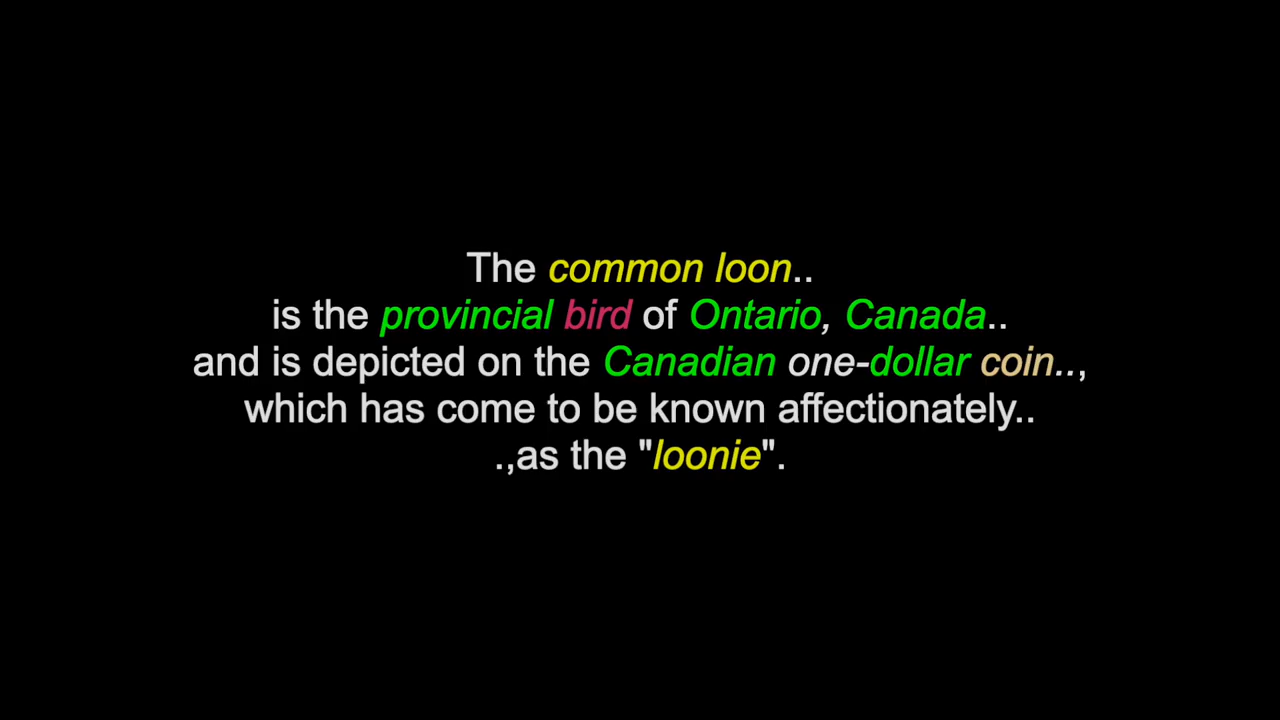 The common loon..
is the provincial bird of Ontario, Canada..
and is depicted on the Canadian one-dollar coin..,
which has come to be known affectionately..
.,as the "loonie".